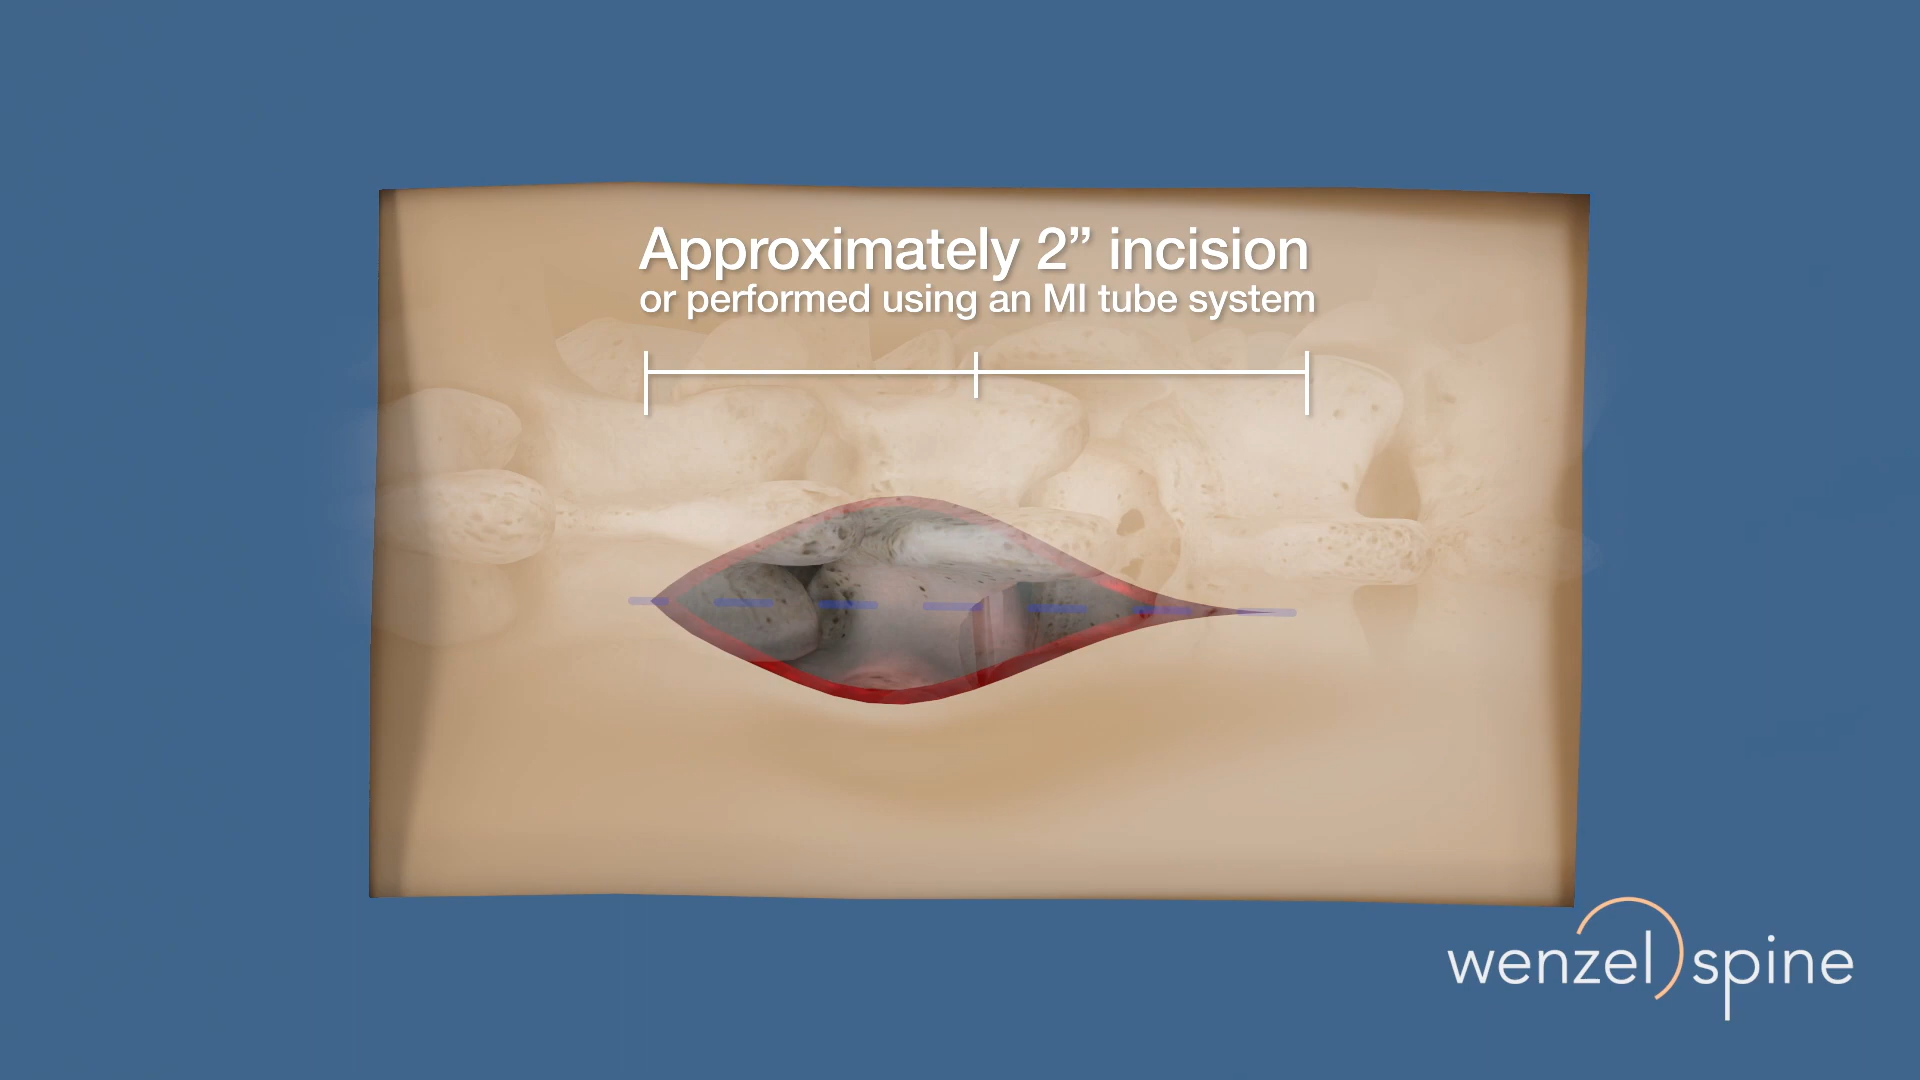 Approximately 2” incision
or performed using an MI tube system
wenzel spine